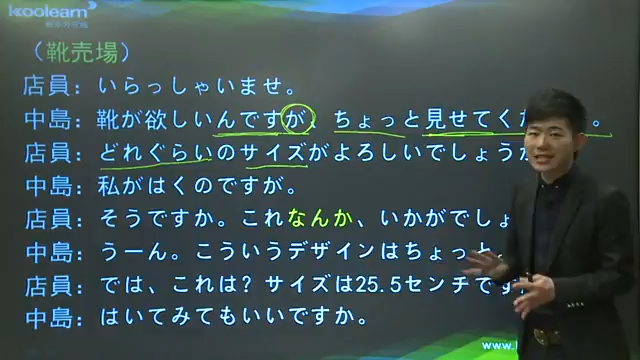 koolearn
（靴売場）
店員：いらっしゃいませ。
中島：靴が欲しいんですが、ちょっと見せてくだ 。
店員：どれぐらいのサイズがよろしいでしょうか
中島：私がはくのですが。
店員：そうですか。これなんか、いかがでしょ
中島：うーん。こういうデザインはちょっと。
店員：では、これは？サイズは25.5センチです
中島：はいてみてもいいですか。
www.